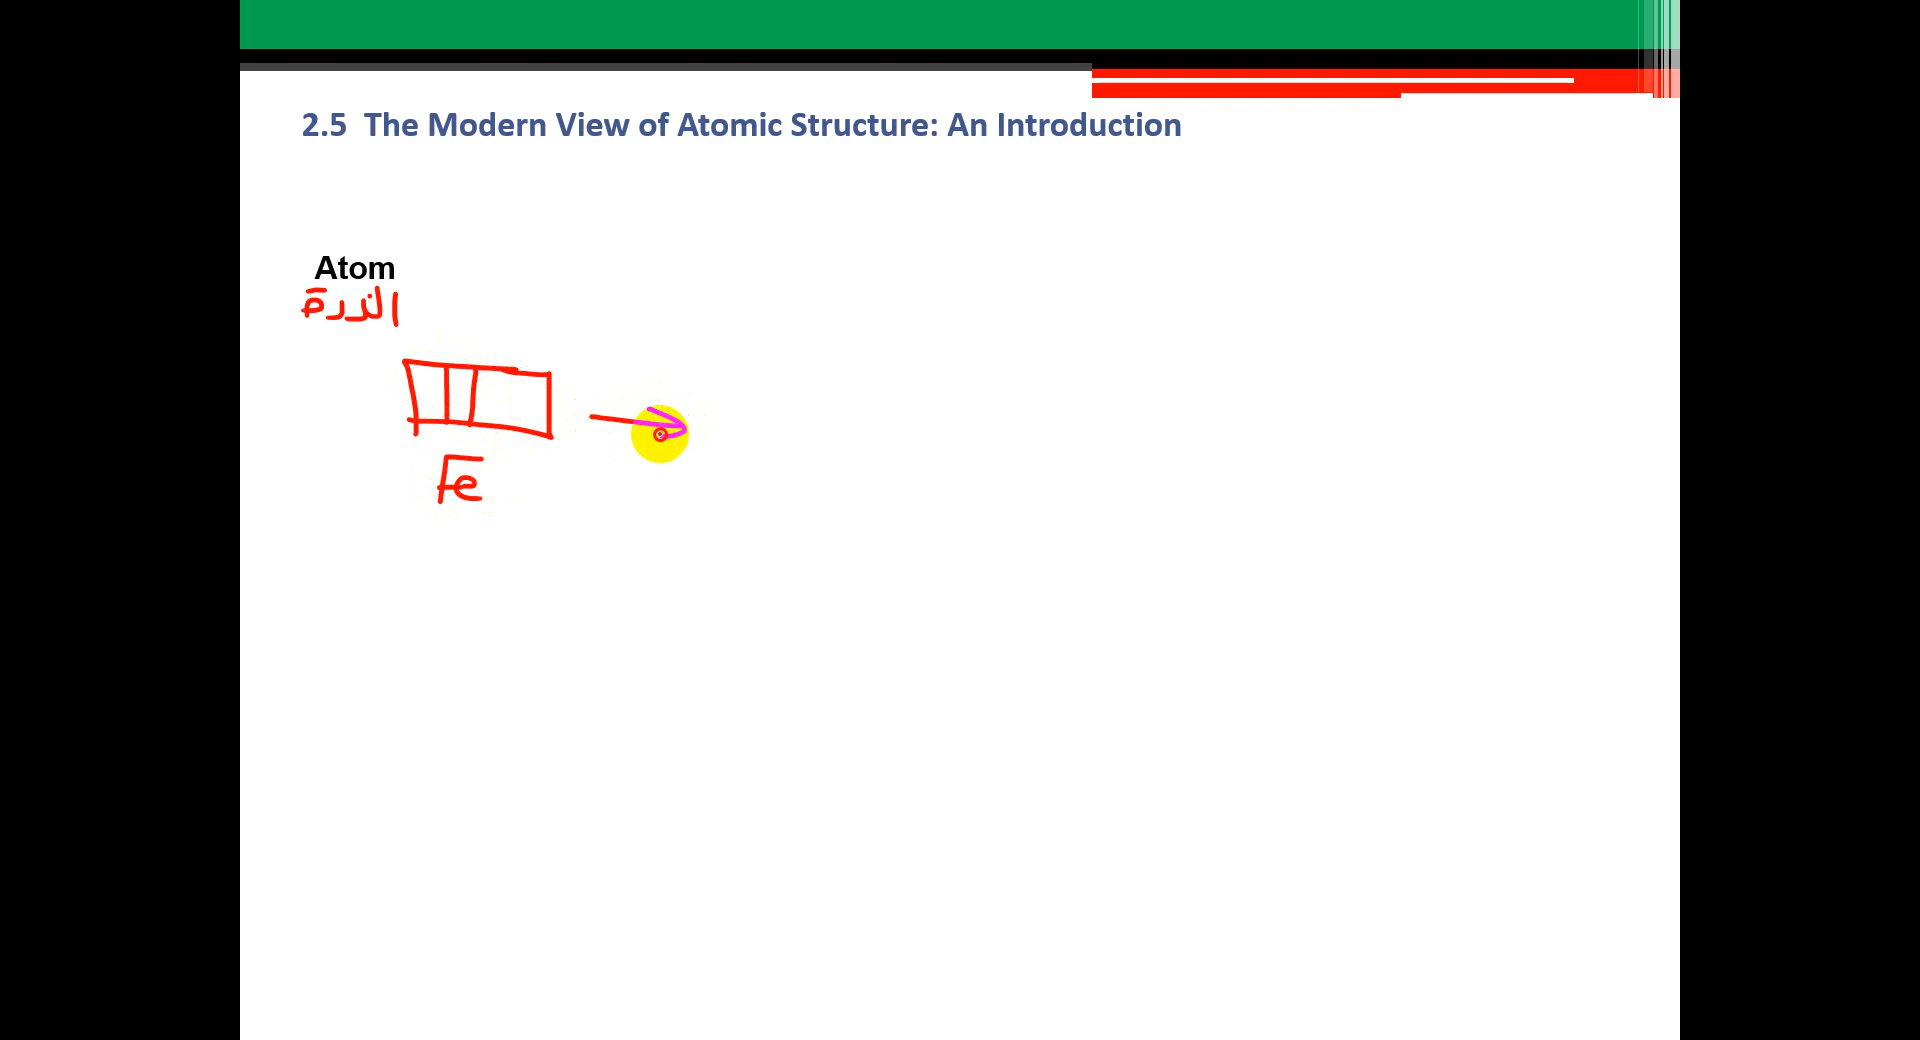 2.5 The Modern View of Atomic Structure: An Introduction
Atom
الذرة
Fe